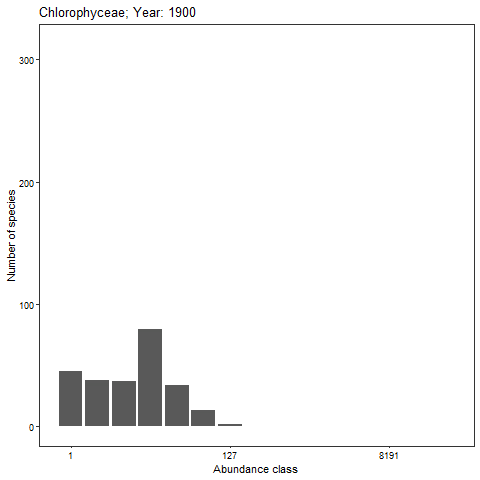 Chlorophyceae; Year: 1900
300
200
100
0
Number of species
1 127 8191
Abundance class